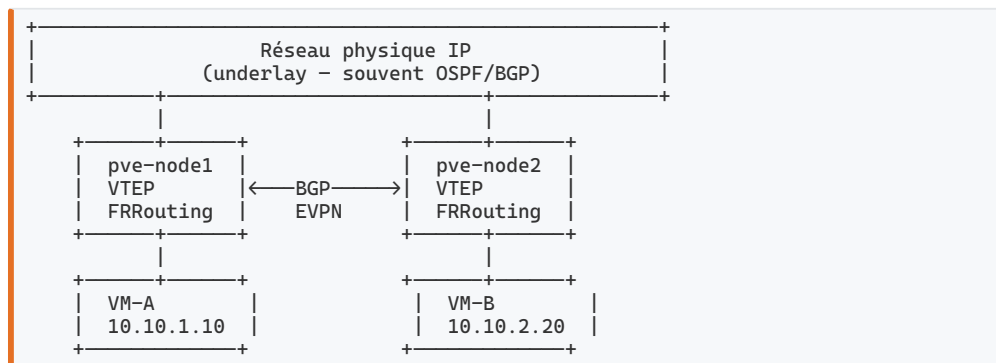 Réseau physique IP
(underlay – souvent OSPF/BGP)
pve-node1 pve-node2
VTEP BGP VTEP
FRRouting EVPN FRRouting
VM-A VM-B
10.10.1.10 10.10.2.20